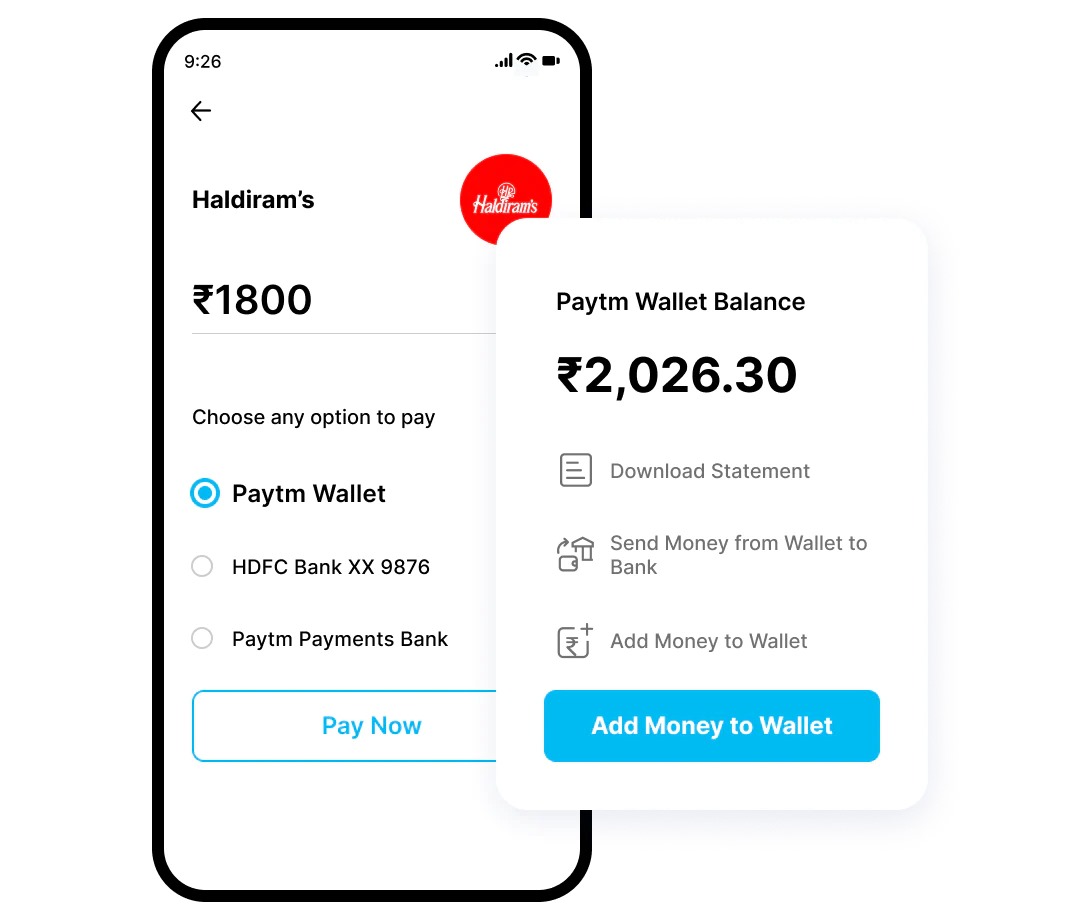 9:26
Haldiram’s
HR
Haldiram's
₹1800
Choose any option to pay
Paytm Wallet
HDFC Bank XX 9876
Paytm Payments Bank
Pay Now
Paytm Wallet Balance
₹2,026.30
Download Statement
Send Money from Wallet to
Bank
₹
Add Money to Wallet
Add Money to Wallet